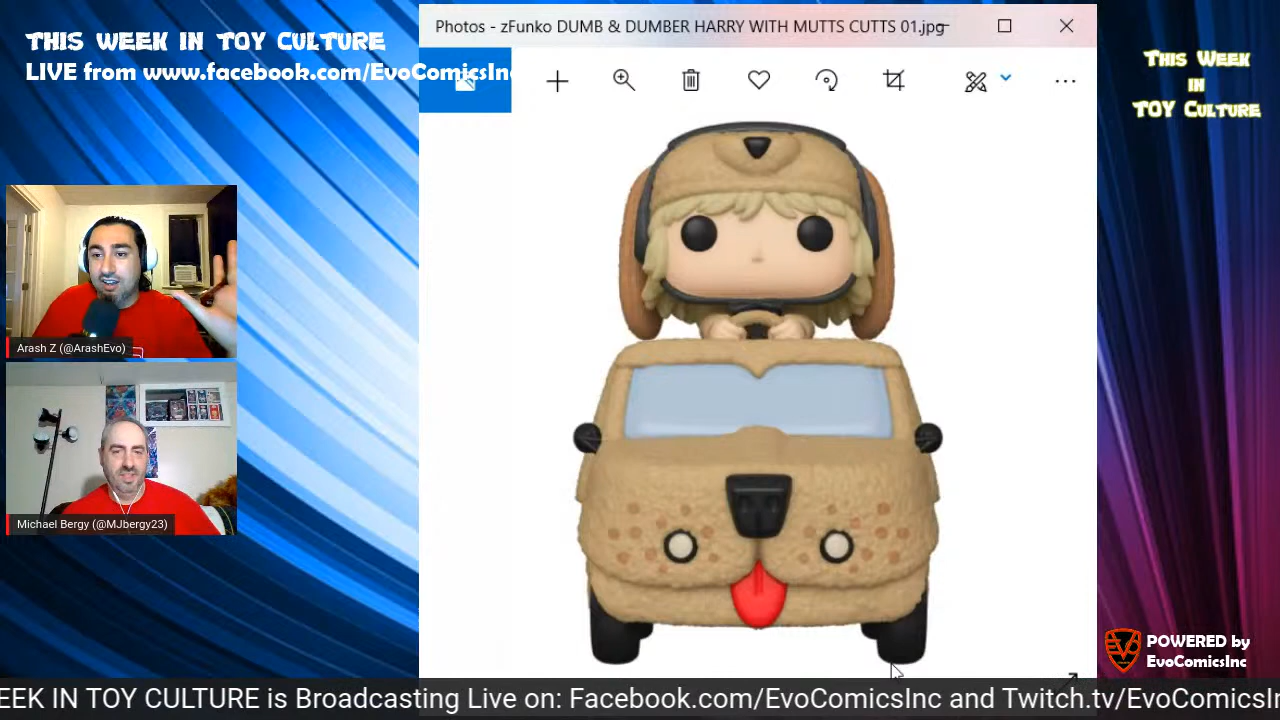 THIS WEEK IN TOY CULTURE
LIVE from www.facebook.com/EvoComicsInc
Photos - zFunko DUMB & DUMBER HARRY WITH MUTTS CUTTS 01.jpg
THIS WEEK
IN
TOY CULTURE
Arash Z (@ArashEvo)
Michael Bergy (@MJbergy23)
POWERED by
EvoComicsInc
EEK IN TOY CULTURE is Broadcasting Live on: Facebook.com/EvoComicsInc and Twitch.tv/EvoComicsIn